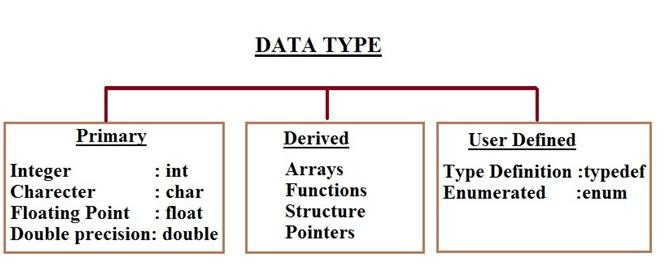 DATA TYPE
Primary
Integer : int
Charecter : char
Floating Point : float
Double precision: double
Derived
Arrays
Functions
Structure
Pointers
User Defined
Type Definition :typedef
Enumerated :enum